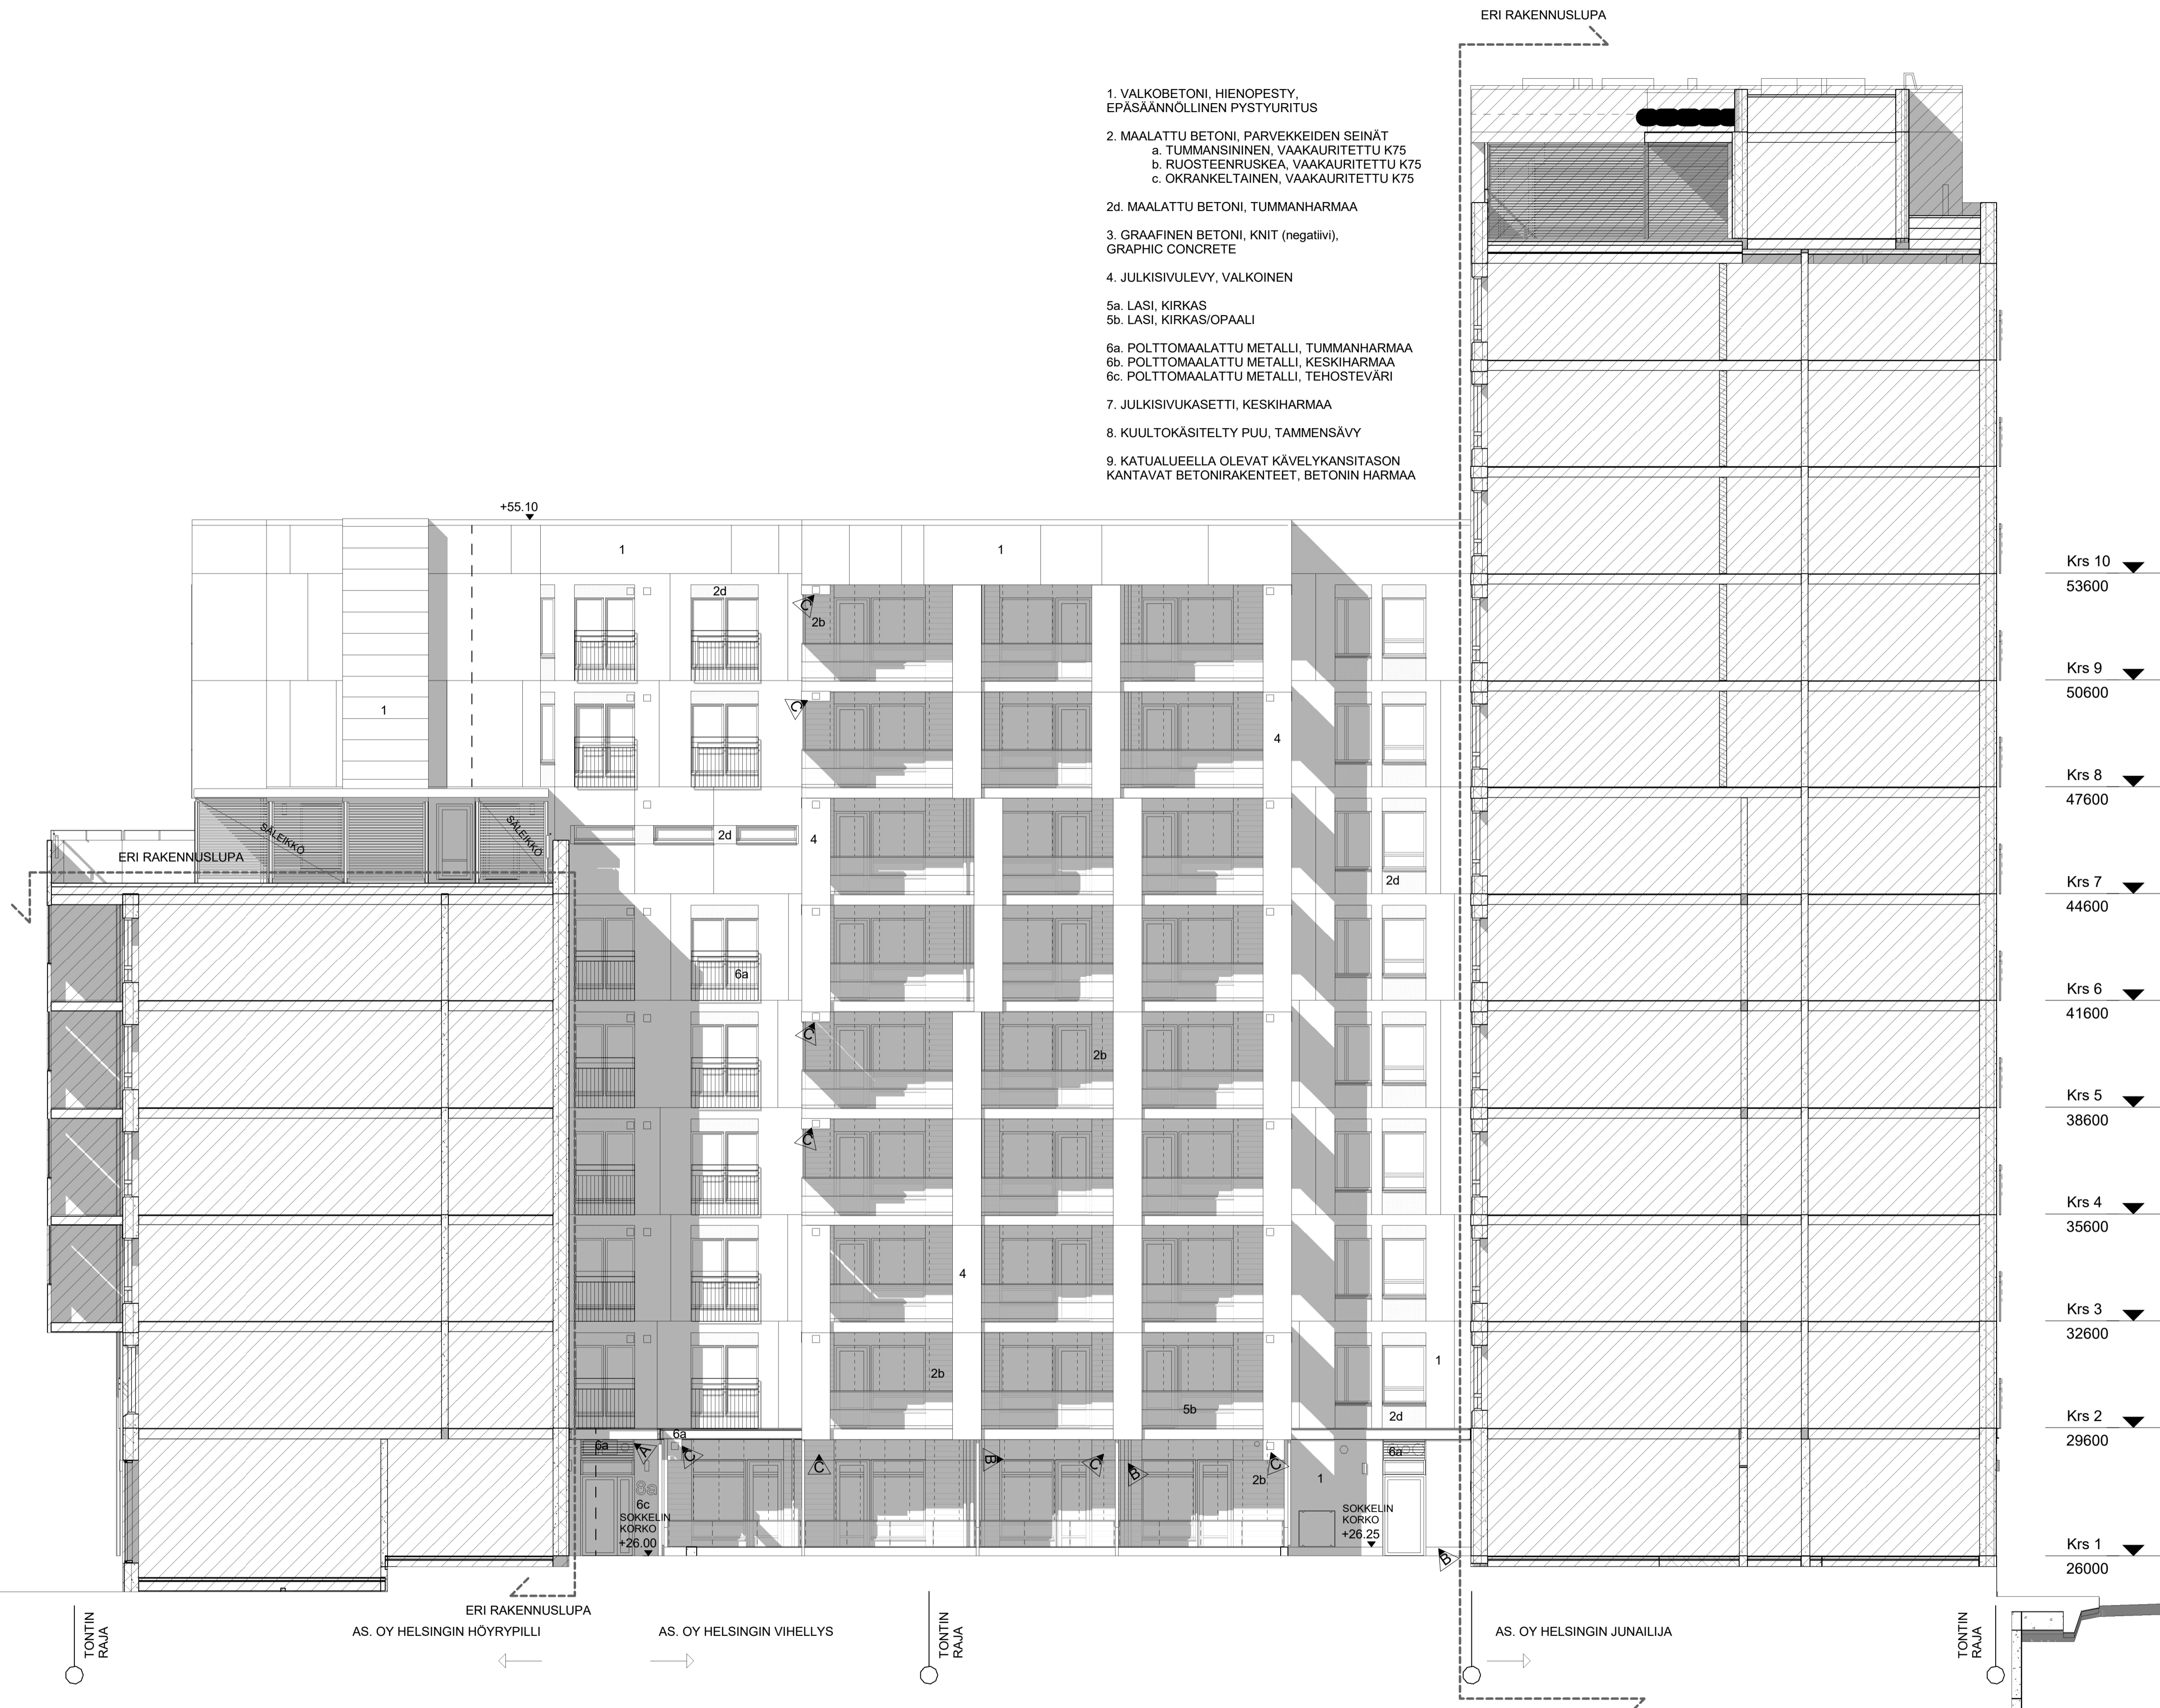 ERI RAKENNUSLUPA
1. VALKOBETONI, HIENOPESTY,
EPÄSÄÄNNÖLLINEN PYSTYURITUS
2. MAALATTU BETONI, PARVEKKEIDEN SEINÄT
a. TUMMANSININEN, VAAKAURITETTU K75
b. RUOSTEENRUSKEA, VAAKAURITETTU K75
c. OKRANKELTAINEN, VAAKAURITETTU K75
2d. MAALATTU BETONI, TUMMANHARMAA
3. GRAAFINEN BETONI, KNIT (negatiivi),
GRAPHIC CONCRETE
4. JULKISIVULEVY, VALKOINEN
5a. LASI, KIRKAS
5b. LASI, KIRKAS/OPAALI
6a. POLTTOMAALATTU METALLI, TUMMANHARMAA
6b. POLTTOMAALATTU METALLI, KESKIHARMAA
6c. POLTTOMAALATTU METALLI, TEHOSTEVÄRI
7. JULKISIVUKASETTI, KESKIHARMAA
8. KUULTOKÄSITELTY PUU, TAMMENSÄVY
9. KATUALUEELLA OLEVAT KÄVELYKANSITASON
KANTAVAT BETONIRAKENTEET, BETONIN HARMAA
+55.10
1
1
Krs 10
53600
2d
C
2b
Krs 9
50600
1
C
4
Krs 8
47600
SÄLEIKKÖ
SÄLEIKKÖ
2d
4
ERI RAKENNUSLUPA
2d
Krs 7
44600
6a
Krs 6
41600
C
2b
Krs 5
38600
C
Krs 4
35600
4
Krs 3
32600
1
2b
5b
2d
Krs 2
29600
6a
6a
A
C
C
B
C
B
2b
C
1
6a
8a
6c
SOKKELIN
KORKO
+26.00
SOKKELIN
KORKO
+26.25
B
Krs 1
26000
ERI RAKENNUSLUPA
TONTIN
RAJA
AS. OY HELSINGIN HÖYRYPILLI
AS. OY HELSINGIN VIHELLYS
TONTIN
RAJA
AS. OY HELSINGIN JUNAILIJA
TONTIN
RAJA